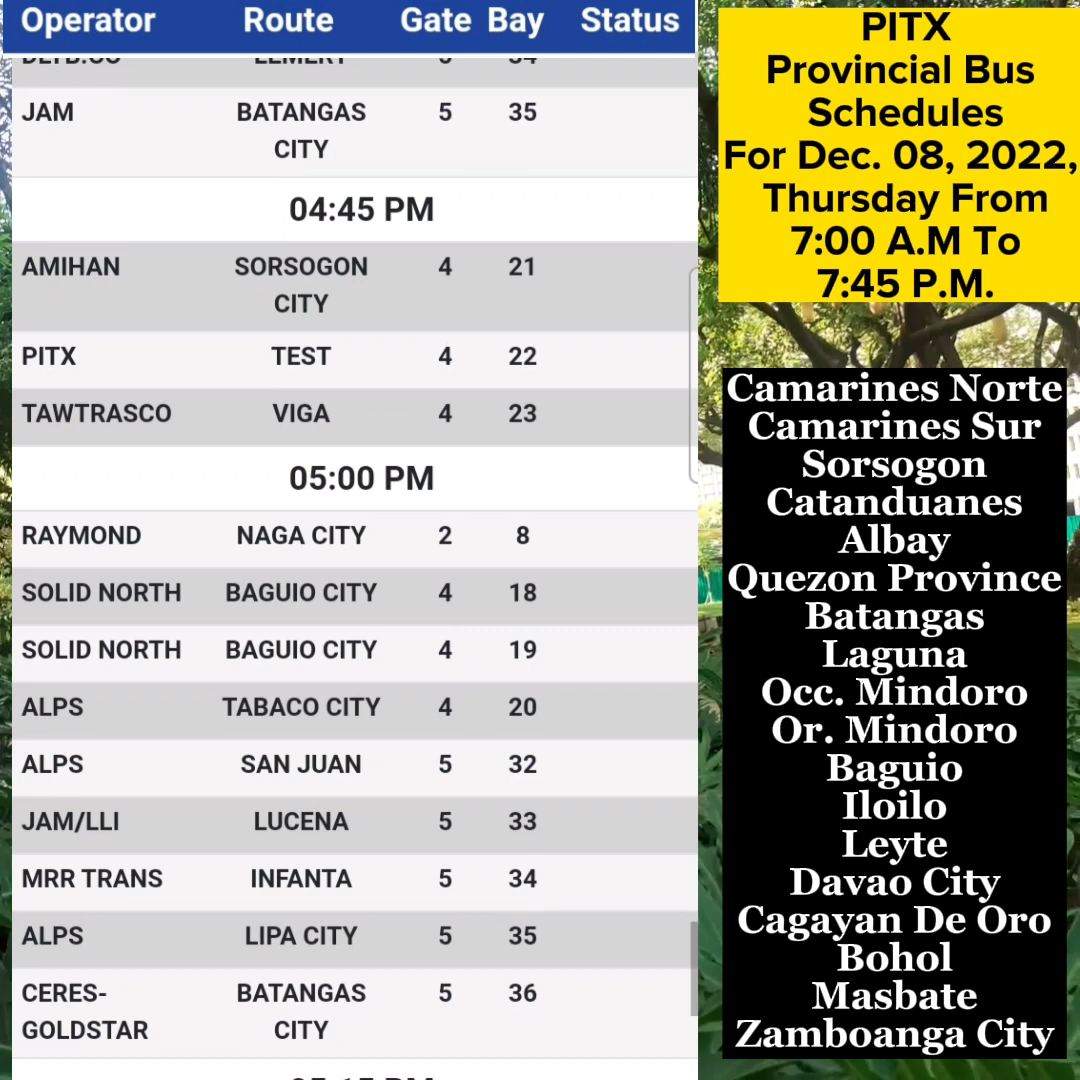 Operator Route Gate Bay Status
JAM BATANGAS CITY 5 35
04:45 PM
AMIHAN SORSOGON CITY 4 21
PITX TEST 4 22
TAWTRASCO VIGA 4 23
05:00 PM
RAYMOND NAGA CITY 2 8
SOLID NORTH BAGUIO CITY 4 18
SOLID NORTH BAGUIO CITY 4 19
ALPS TABACO CITY 4 20
ALPS SAN JUAN 5 32
JAM/LLI LUCENA 5 33
MRR TRANS INFANTA 5 34
ALPS LIPA CITY 5 35
CERES-GOLDSTAR BATANGAS CITY 5 36
PITX
Provincial Bus
Schedules
For Dec. 08, 2022,
Thursday From
7:00 A.M To
7:45 P.M.
Camarines Norte
Camarines Sur
Sorsogon
Catanduanes
Albay
Quezon Province
Batangas
Laguna
Occ. Mindoro
Or. Mindoro
Baguio
Iloilo
Leyte
Davao City
Cagayan De Oro
Bohol
Masbate
Zamboanga City